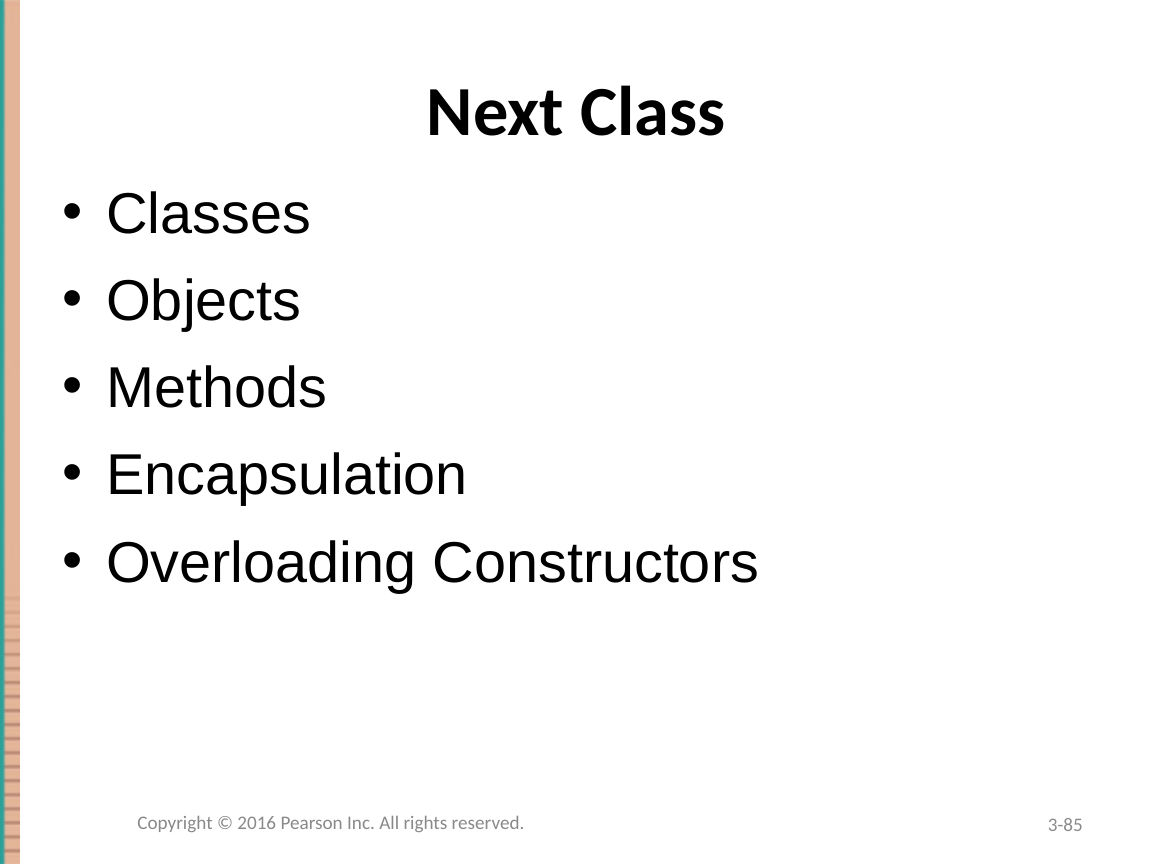 Next Class
• Classes
• Objects
• Methods
• Encapsulation
• Overloading Constructors
Copyright © 2016 Pearson Inc. All rights reserved.
3-85